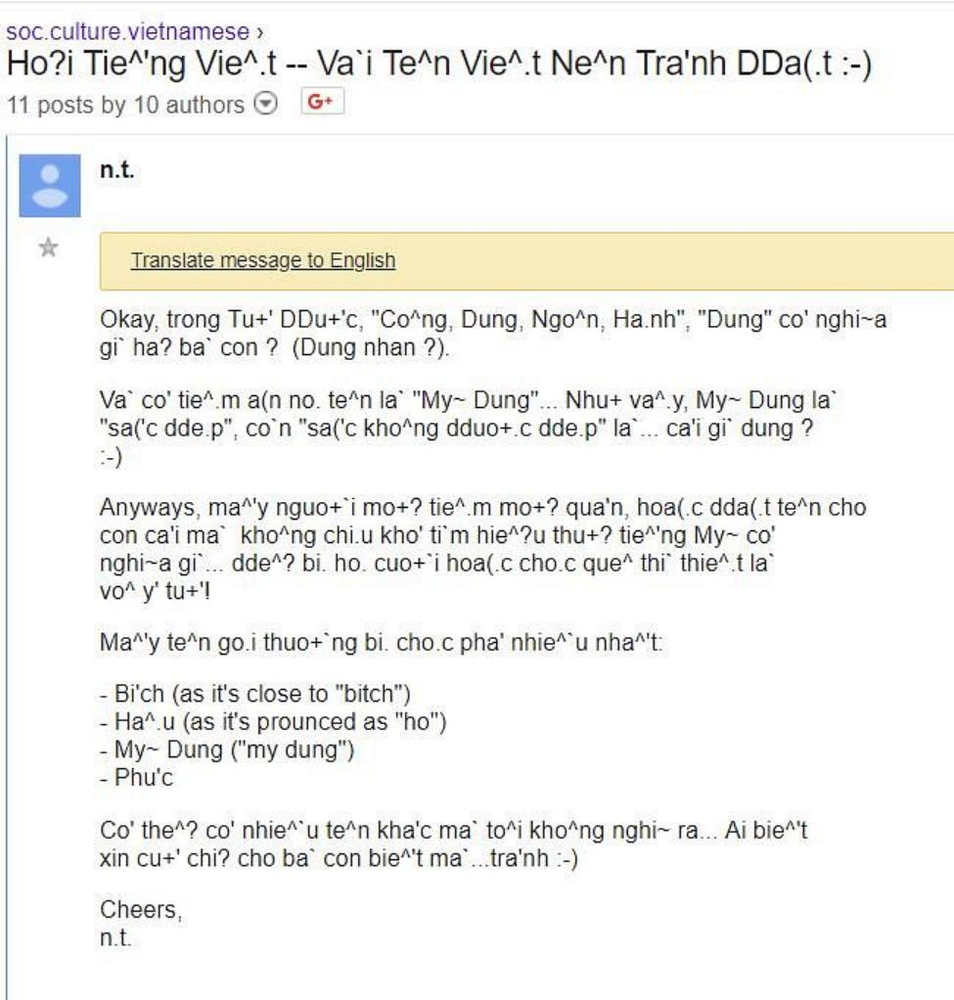 soc.culture.vietnamese ›
Ho?i Tie^'ng Vie^.t -- Va`i Te^n Vie^.t Ne^n Tra'nh DDa(.t :-)
11 posts by 10 authors G+
n.t.
Translate message to English
Okay, trong Tu+' DDu+'c, "Co^ng, Dung, Ngo^n, Ha.nh", "Dung" co' nghi~a
gi` ha? ba` con ? (Dung nhan ?).
Va` co' tie^.m a(n no. te^n la` "My~ Dung"... Nhu+ va^.y, My~ Dung la`
"sa('c dde.p", co`n "sa('c kho^ng dduo+.c dde.p" la`... ca'i gi` dung ?
:-)
Anyways, ma^'y nguo+`i mo+? tie^.m mo+? qua'n, hoa(.c dda(.t te^n cho
con ca'i ma` kho^ng chi.u kho' ti`m hie^?u thu+? tie^'ng My~ co'
nghi~a gi`... dde^? bi. ho. cuo+`i hoa(.c cho.c que^ thi` thie^.t la`
vo^ y' tu+'!
Ma^'y te^n go.i thuo+`ng bi. cho.c pha' nhie^`u nha^'t:
- Bi'ch (as it's close to "bitch")
- Ha^.u (as it's prounced as "ho")
- My~ Dung ("my dung")
- Phu'c
Co' the^? co' nhie^`u te^n kha'c ma` to^i kho^ng nghi~ ra... Ai bie^'t
xin cu+' chi? cho ba` con bie^'t ma`...tra'nh :-)
Cheers,
n.t.